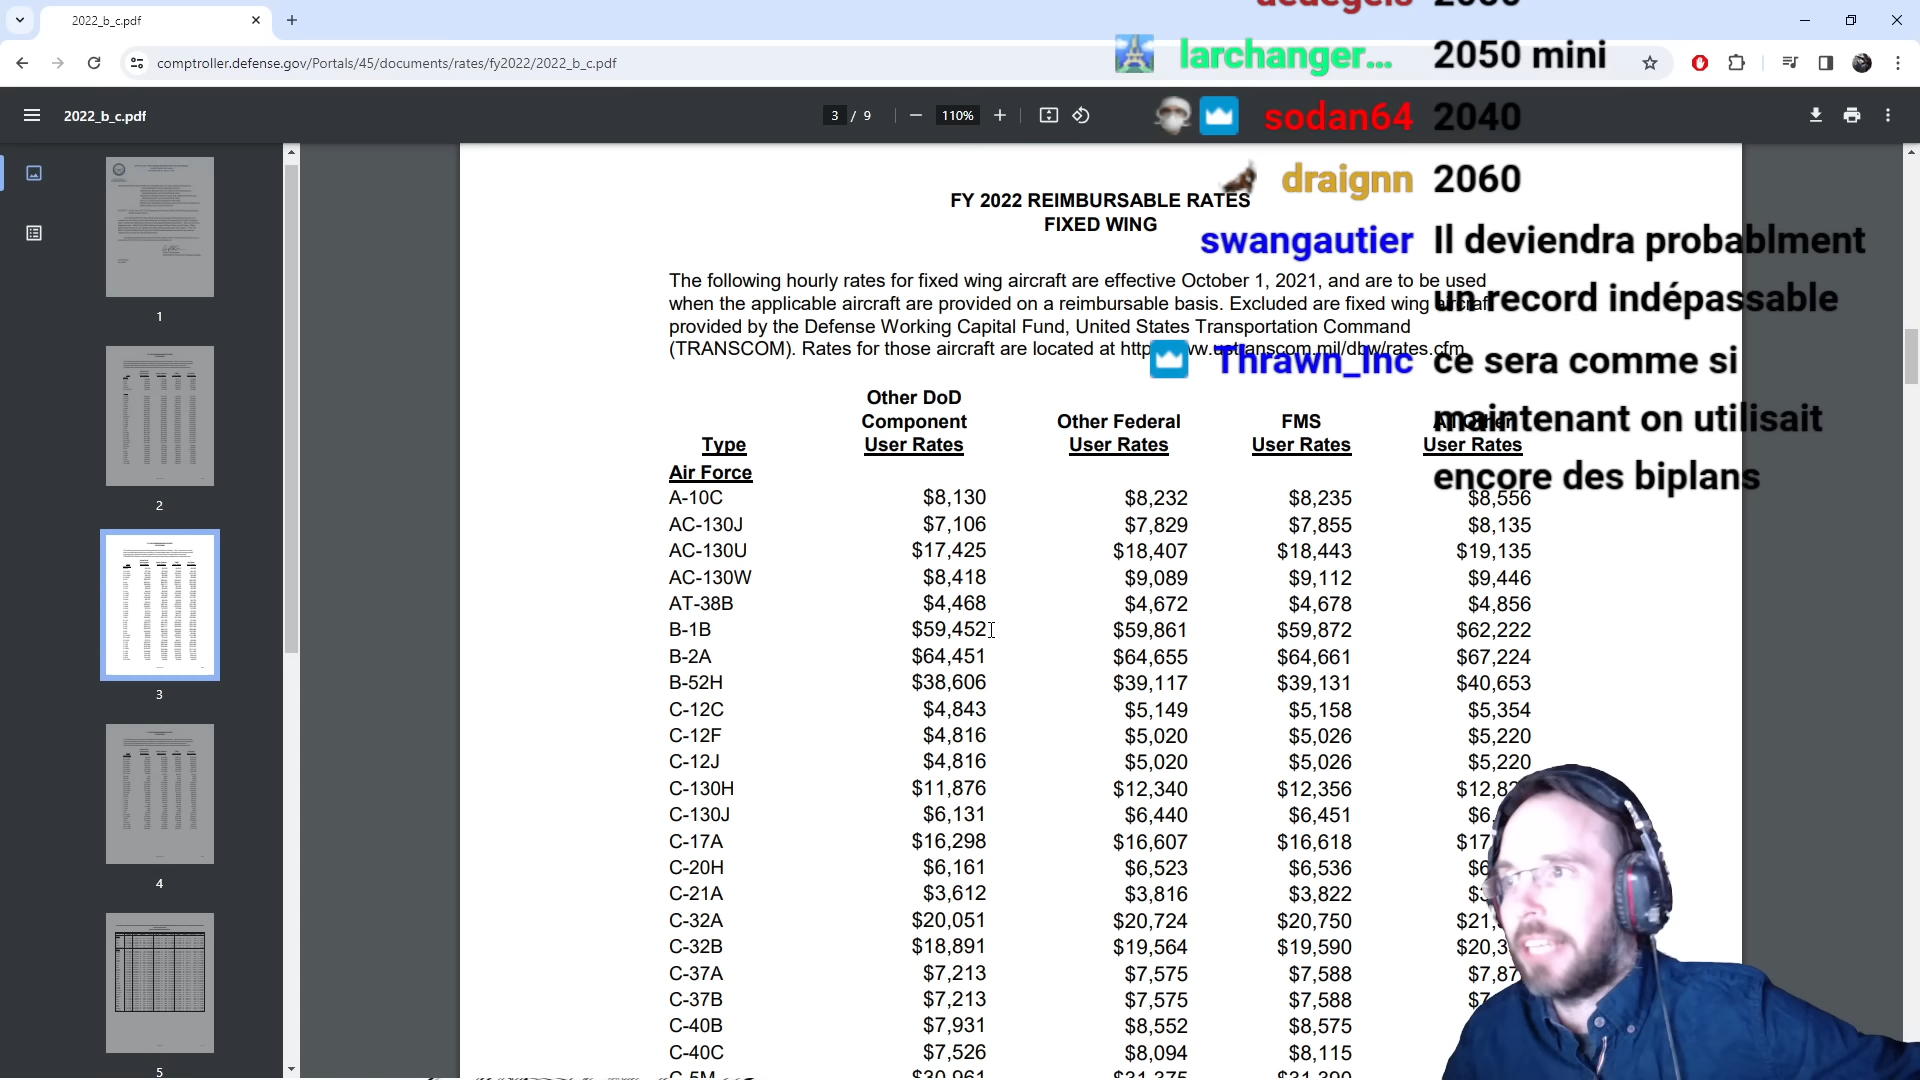 2022_b_c.pdf
comptroller.defense.gov/Portals/45/documents/rates/fy2022/2022_b_c.pdf
2022_b_c.pdf
3 / 9
110%
larchanger... 2050 mini
sodan64 2040
draignn 2060
swangautier Il deviendra probablment
un record indépassable
Thrawn_Inc ce sera comme si
maintenant on utilisait
encore des biplans
1
2
3
4
5
FY 2022 REIMBURSABLE RATES
FIXED WING
The following hourly rates for fixed wing aircraft are effective October 1, 2021, and are to be used
when the applicable aircraft are provided on a reimbursable basis. Excluded are fixed wing aircraft
provided by the Defense Working Capital Fund, United States Transportation Command
(TRANSCOM). Rates for those aircraft are located at
Other DoD
Component Other Federal FMS
Type User Rates User Rates User Rates User Rates
Air Force
A-10C $8,130 $8,232 $8,235 $8,556
AC-130J $7,106 $7,829 $7,855 $8,135
AC-130U $17,425 $18,407 $18,443 $19,135
AC-130W $8,418 $9,089 $9,112 $9,446
AT-38B $4,468 $4,672 $4,678 $4,856
B-1B $59,452 $59,861 $59,872 $62,222
B-2A $64,451 $64,655 $64,661 $67,224
B-52H $38,606 $39,117 $39,131 $40,653
C-12C $4,843 $5,149 $5,158 $5,354
C-12F $4,816 $5,020 $5,026 $5,220
C-12J $4,816 $5,020 $5,026 $5,220
C-130H $11,876 $12,340 $12,356
C-130J $6,131 $6,440 $6,451
C-17A $16,298 $16,607 $16,618
C-20H $6,161 $6,523 $6,536
C-21A $3,612 $3,816 $3,822
C-32A $20,051 $20,724 $20,750
C-32B $18,891 $19,564 $19,590
C-37A $7,213 $7,575 $7,588
C-37B $7,213 $7,575 $7,588
C-40B $7,931 $8,552 $8,575
C-40C $7,526 $8,094 $8,115